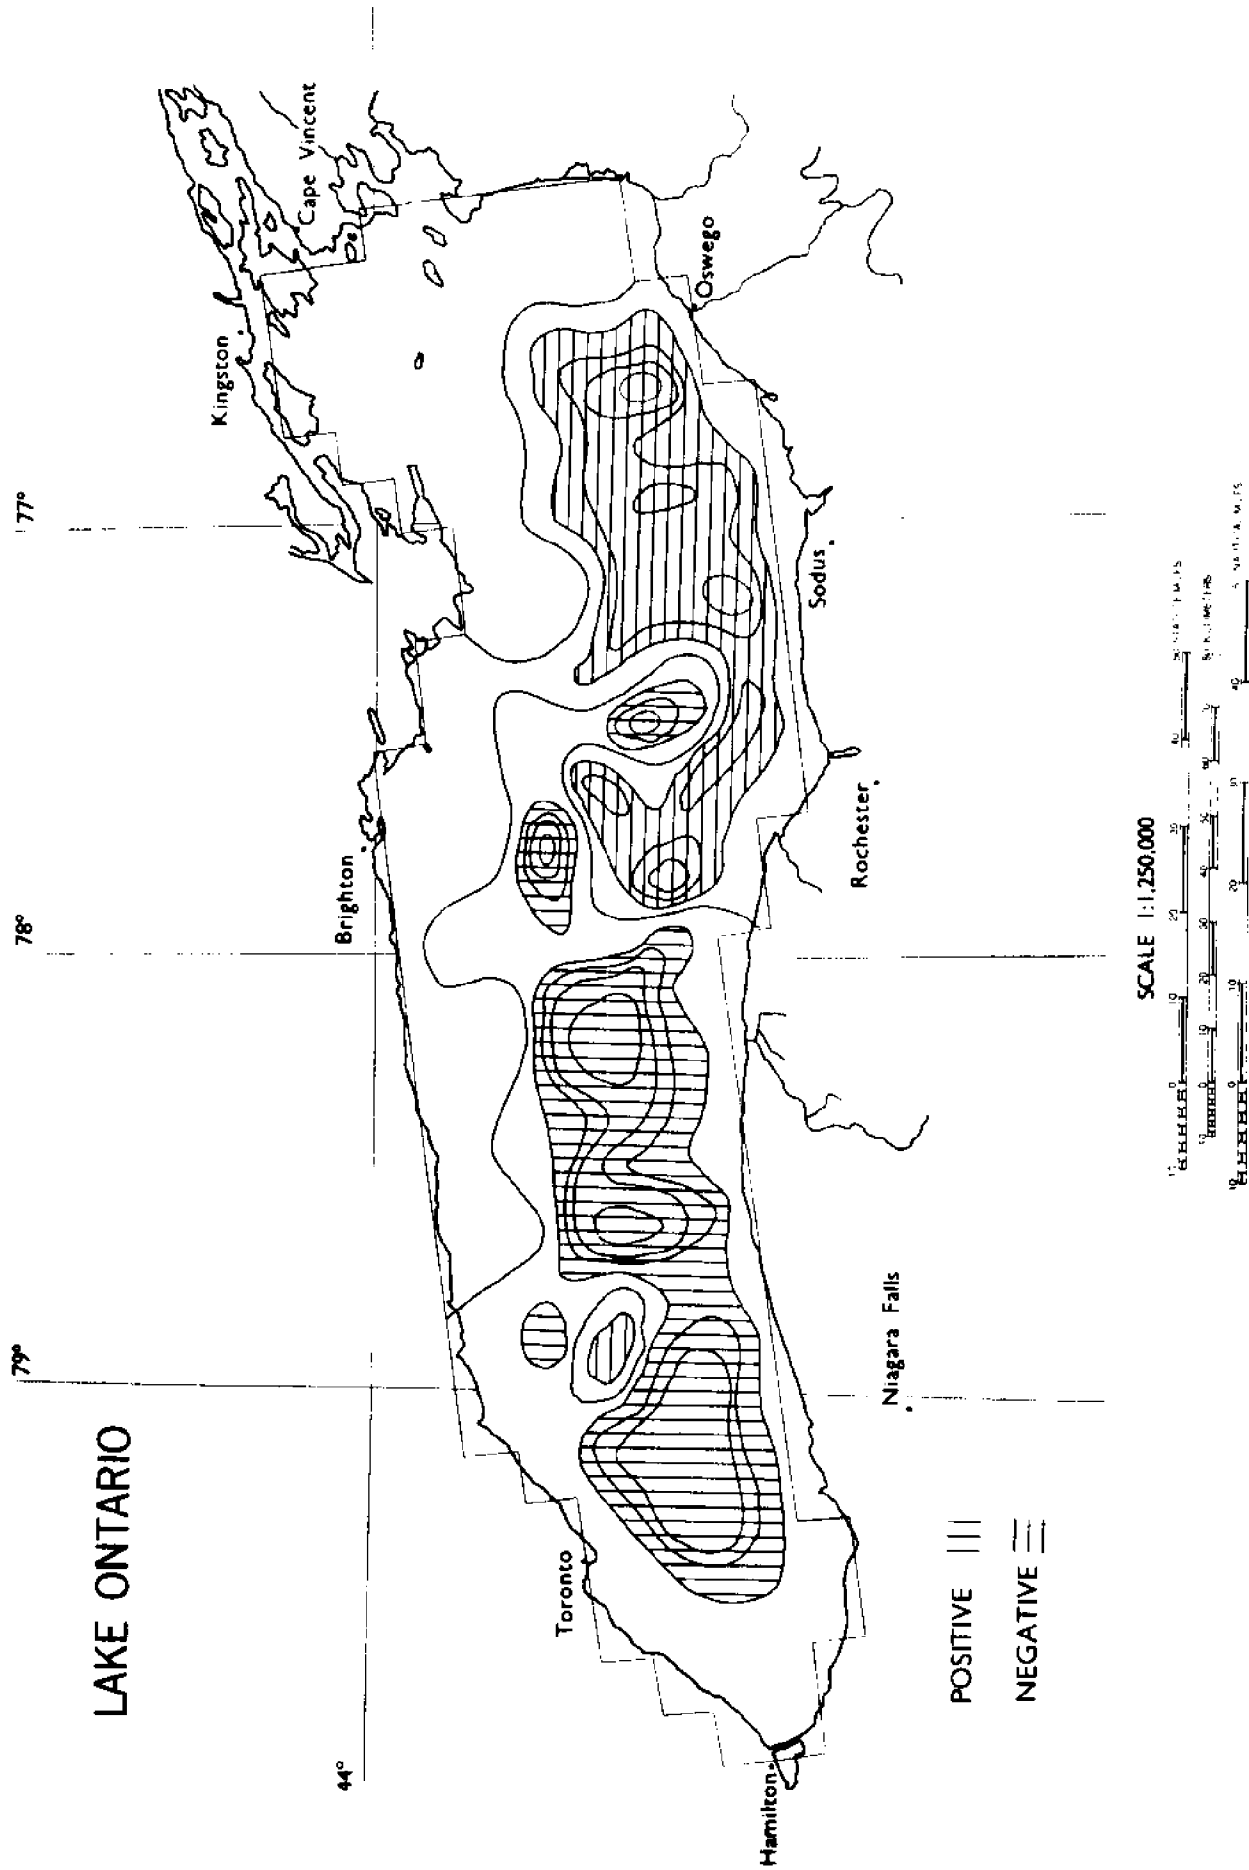 LAKE ONTARIO
79°
78°
77°
44°
Kingston
Cape Vincent
Brighton
Toronto
Oswego
Sodus
Rochester
Niagara Falls
Hamilton
POSITIVE
NEGATIVE
SCALE 1:1,250,000